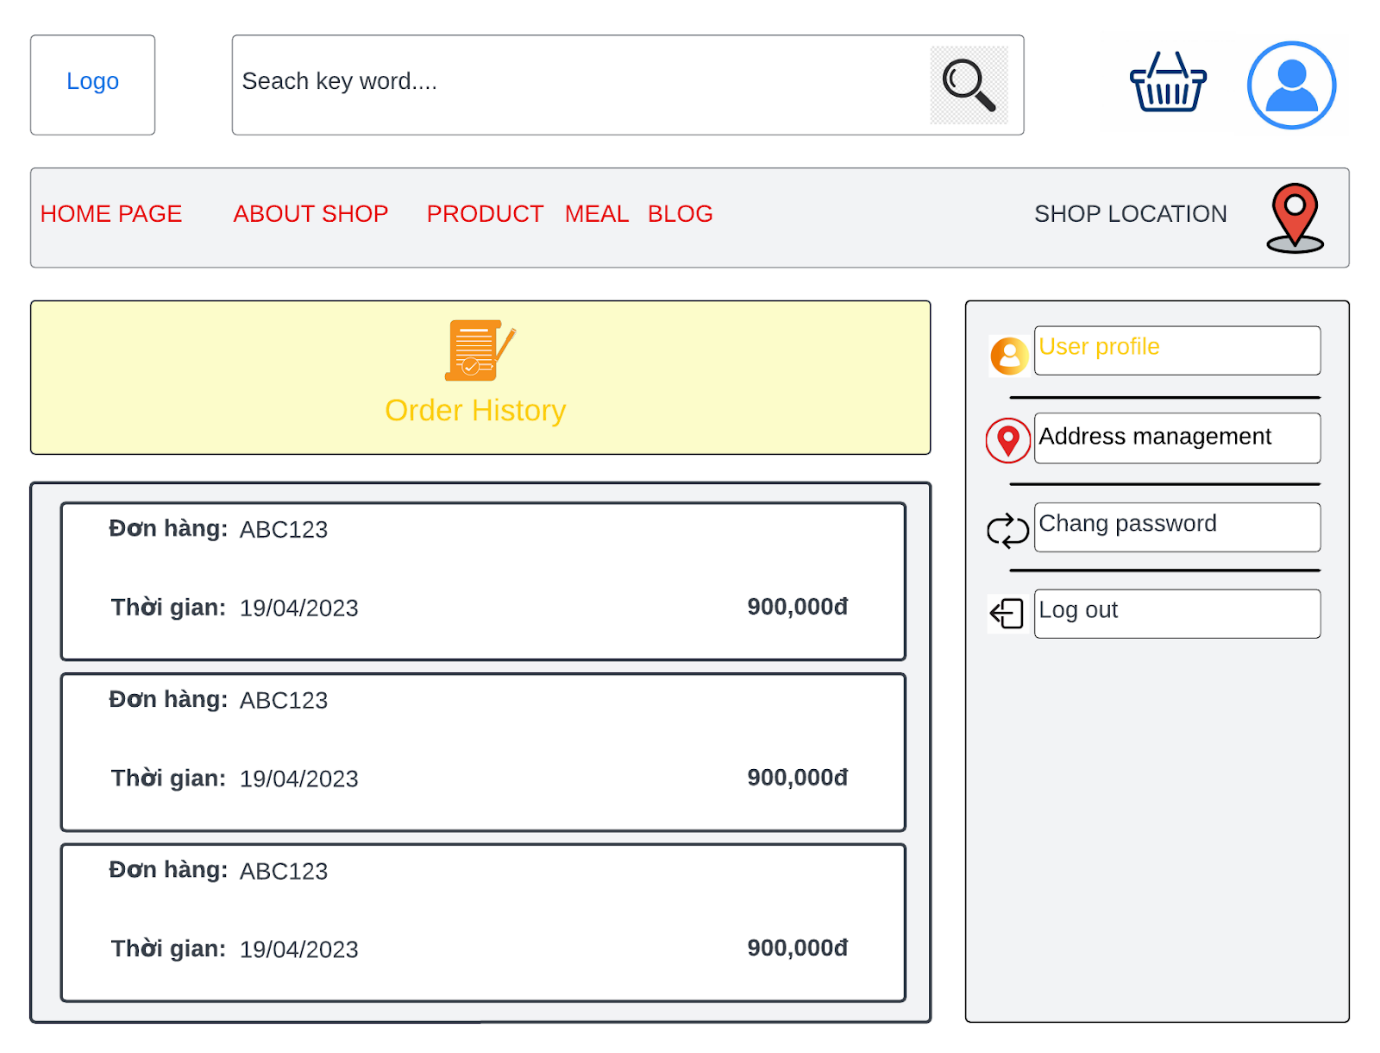 Logo
Seach key word....
HOME PAGE ABOUT SHOP PRODUCT MEAL BLOG SHOP LOCATION
Order History
Đơn hàng: ABC123
Thời gian: 19/04/2023 900,000đ
Đơn hàng: ABC123
Thời gian: 19/04/2023 900,000đ
Đơn hàng: ABC123
Thời gian: 19/04/2023 900,000đ
User profile
Address management
Chang password
Log out